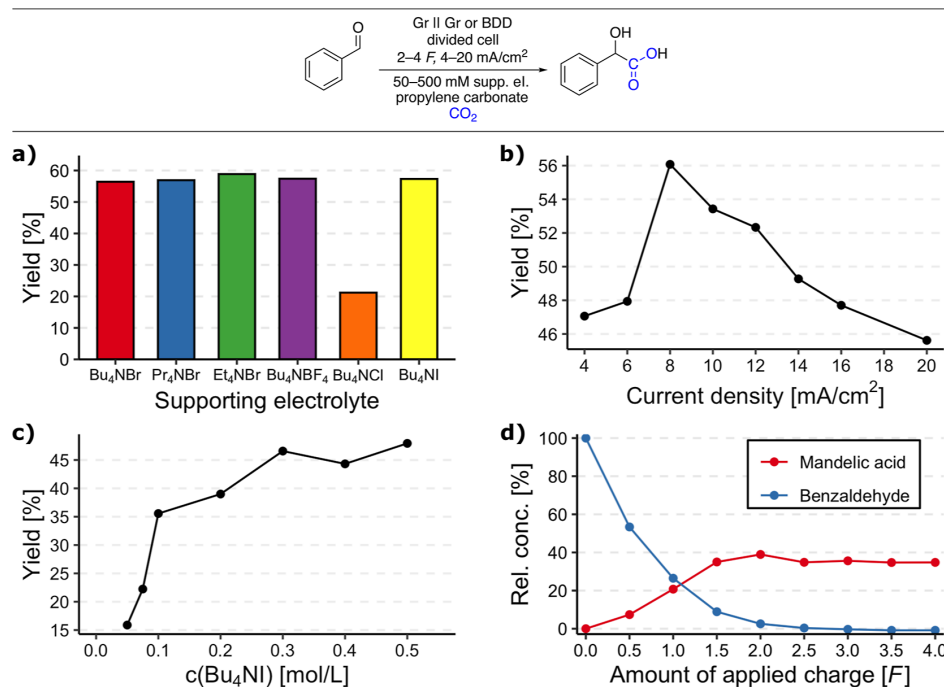 O
H
Gr ll Gr or BDD
divided cell
2–4 F, 4–20 mA/cm²
50–500 mM supp. el.
propylene carbonate
CO₂
OH
C
OH
O
a)
60
50
40
30
20
10
0
Yield [%]
Bu₄NBr Pr₄NBr Et₄NBr Bu₄NBF₄ Bu₄NCl Bu₄NI
Supporting electrolyte
b)
56
54
52
50
48
46
Yield [%]
4 6 8 10 12 14 16 20
Current density [mA/cm²]
c)
45
40
35
30
25
20
15
Yield [%]
0.0 0.1 0.2 0.3 0.4 0.5
c(Bu₄NI) [mol/L]
d)
100
80
60
40
20
0
Rel. conc. [%]
Mandelic acid
Benzaldehyde
0.0 0.5 1.0 1.5 2.0 2.5 3.0 3.5 4.0
Amount of applied charge [F]